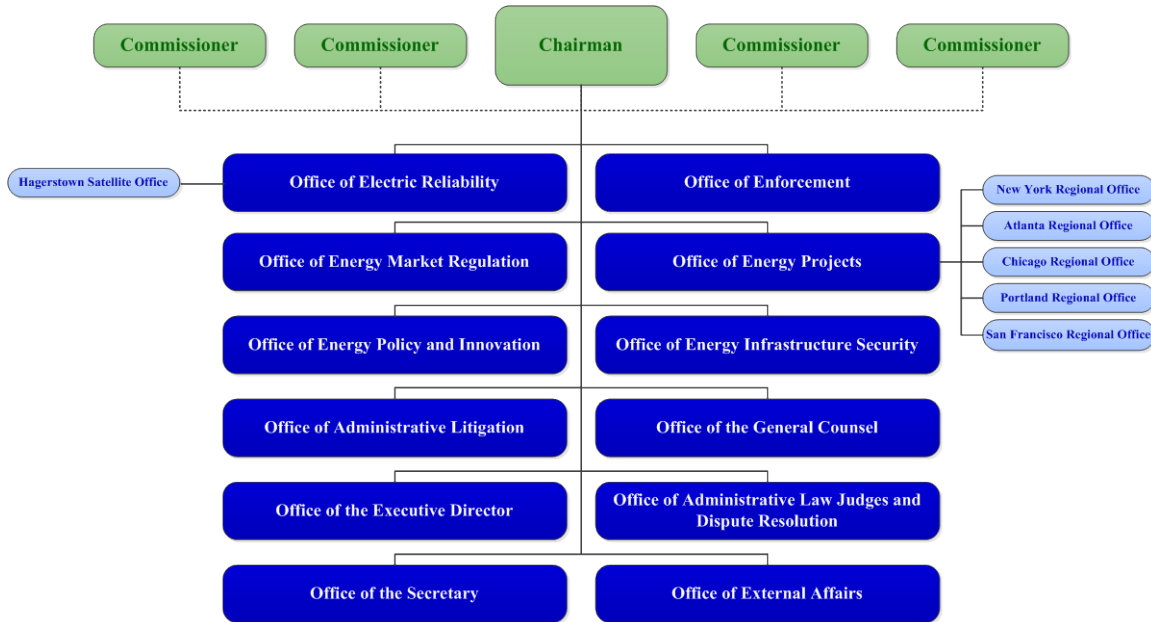 Commissioner
Commissioner
Chairman
Commissioner
Commissioner
Hagerstown Satellite Office
Office of Electric Reliability
Office of Enforcement
New York Regional Office
Atlanta Regional Office
Chicago Regional Office
Portland Regional Office
San Francisco Regional Office
Office of Energy Market Regulation
Office of Energy Projects
Office of Energy Policy and Innovation
Office of Energy Infrastructure Security
Office of Administrative Litigation
Office of the General Counsel
Office of the Executive Director
Office of Administrative Law Judges and
Dispute Resolution
Office of the Secretary
Office of External Affairs